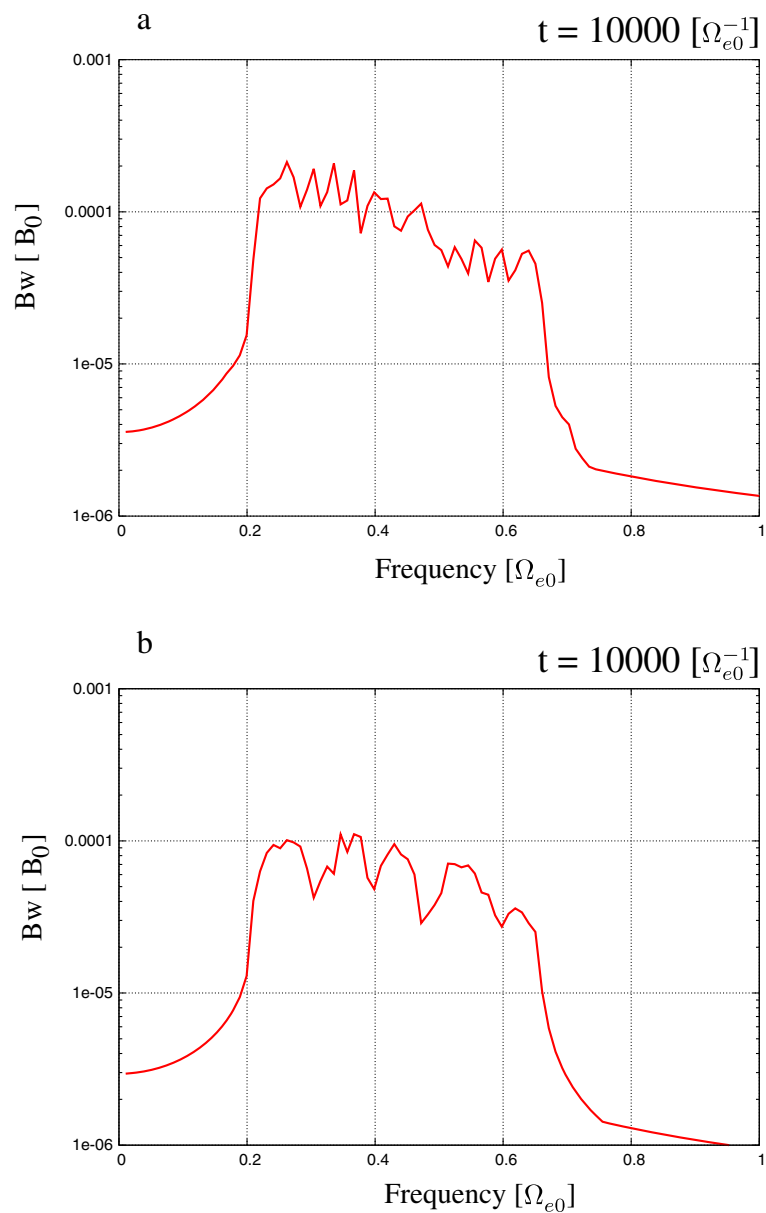 a
t = 10000 [Ω_{e0}^{-1}]
0.001
0.0001
1e-05
1e-06
Bw [ B_0]
0 0.2 0.4 0.6 0.8 1
Frequency [Ω_{e0}]
b
t = 10000 [Ω_{e0}^{-1}]
0.001
0.0001
1e-05
1e-06
Bw [ B_0]
0 0.2 0.4 0.6 0.8 1
Frequency [Ω_{e0}]